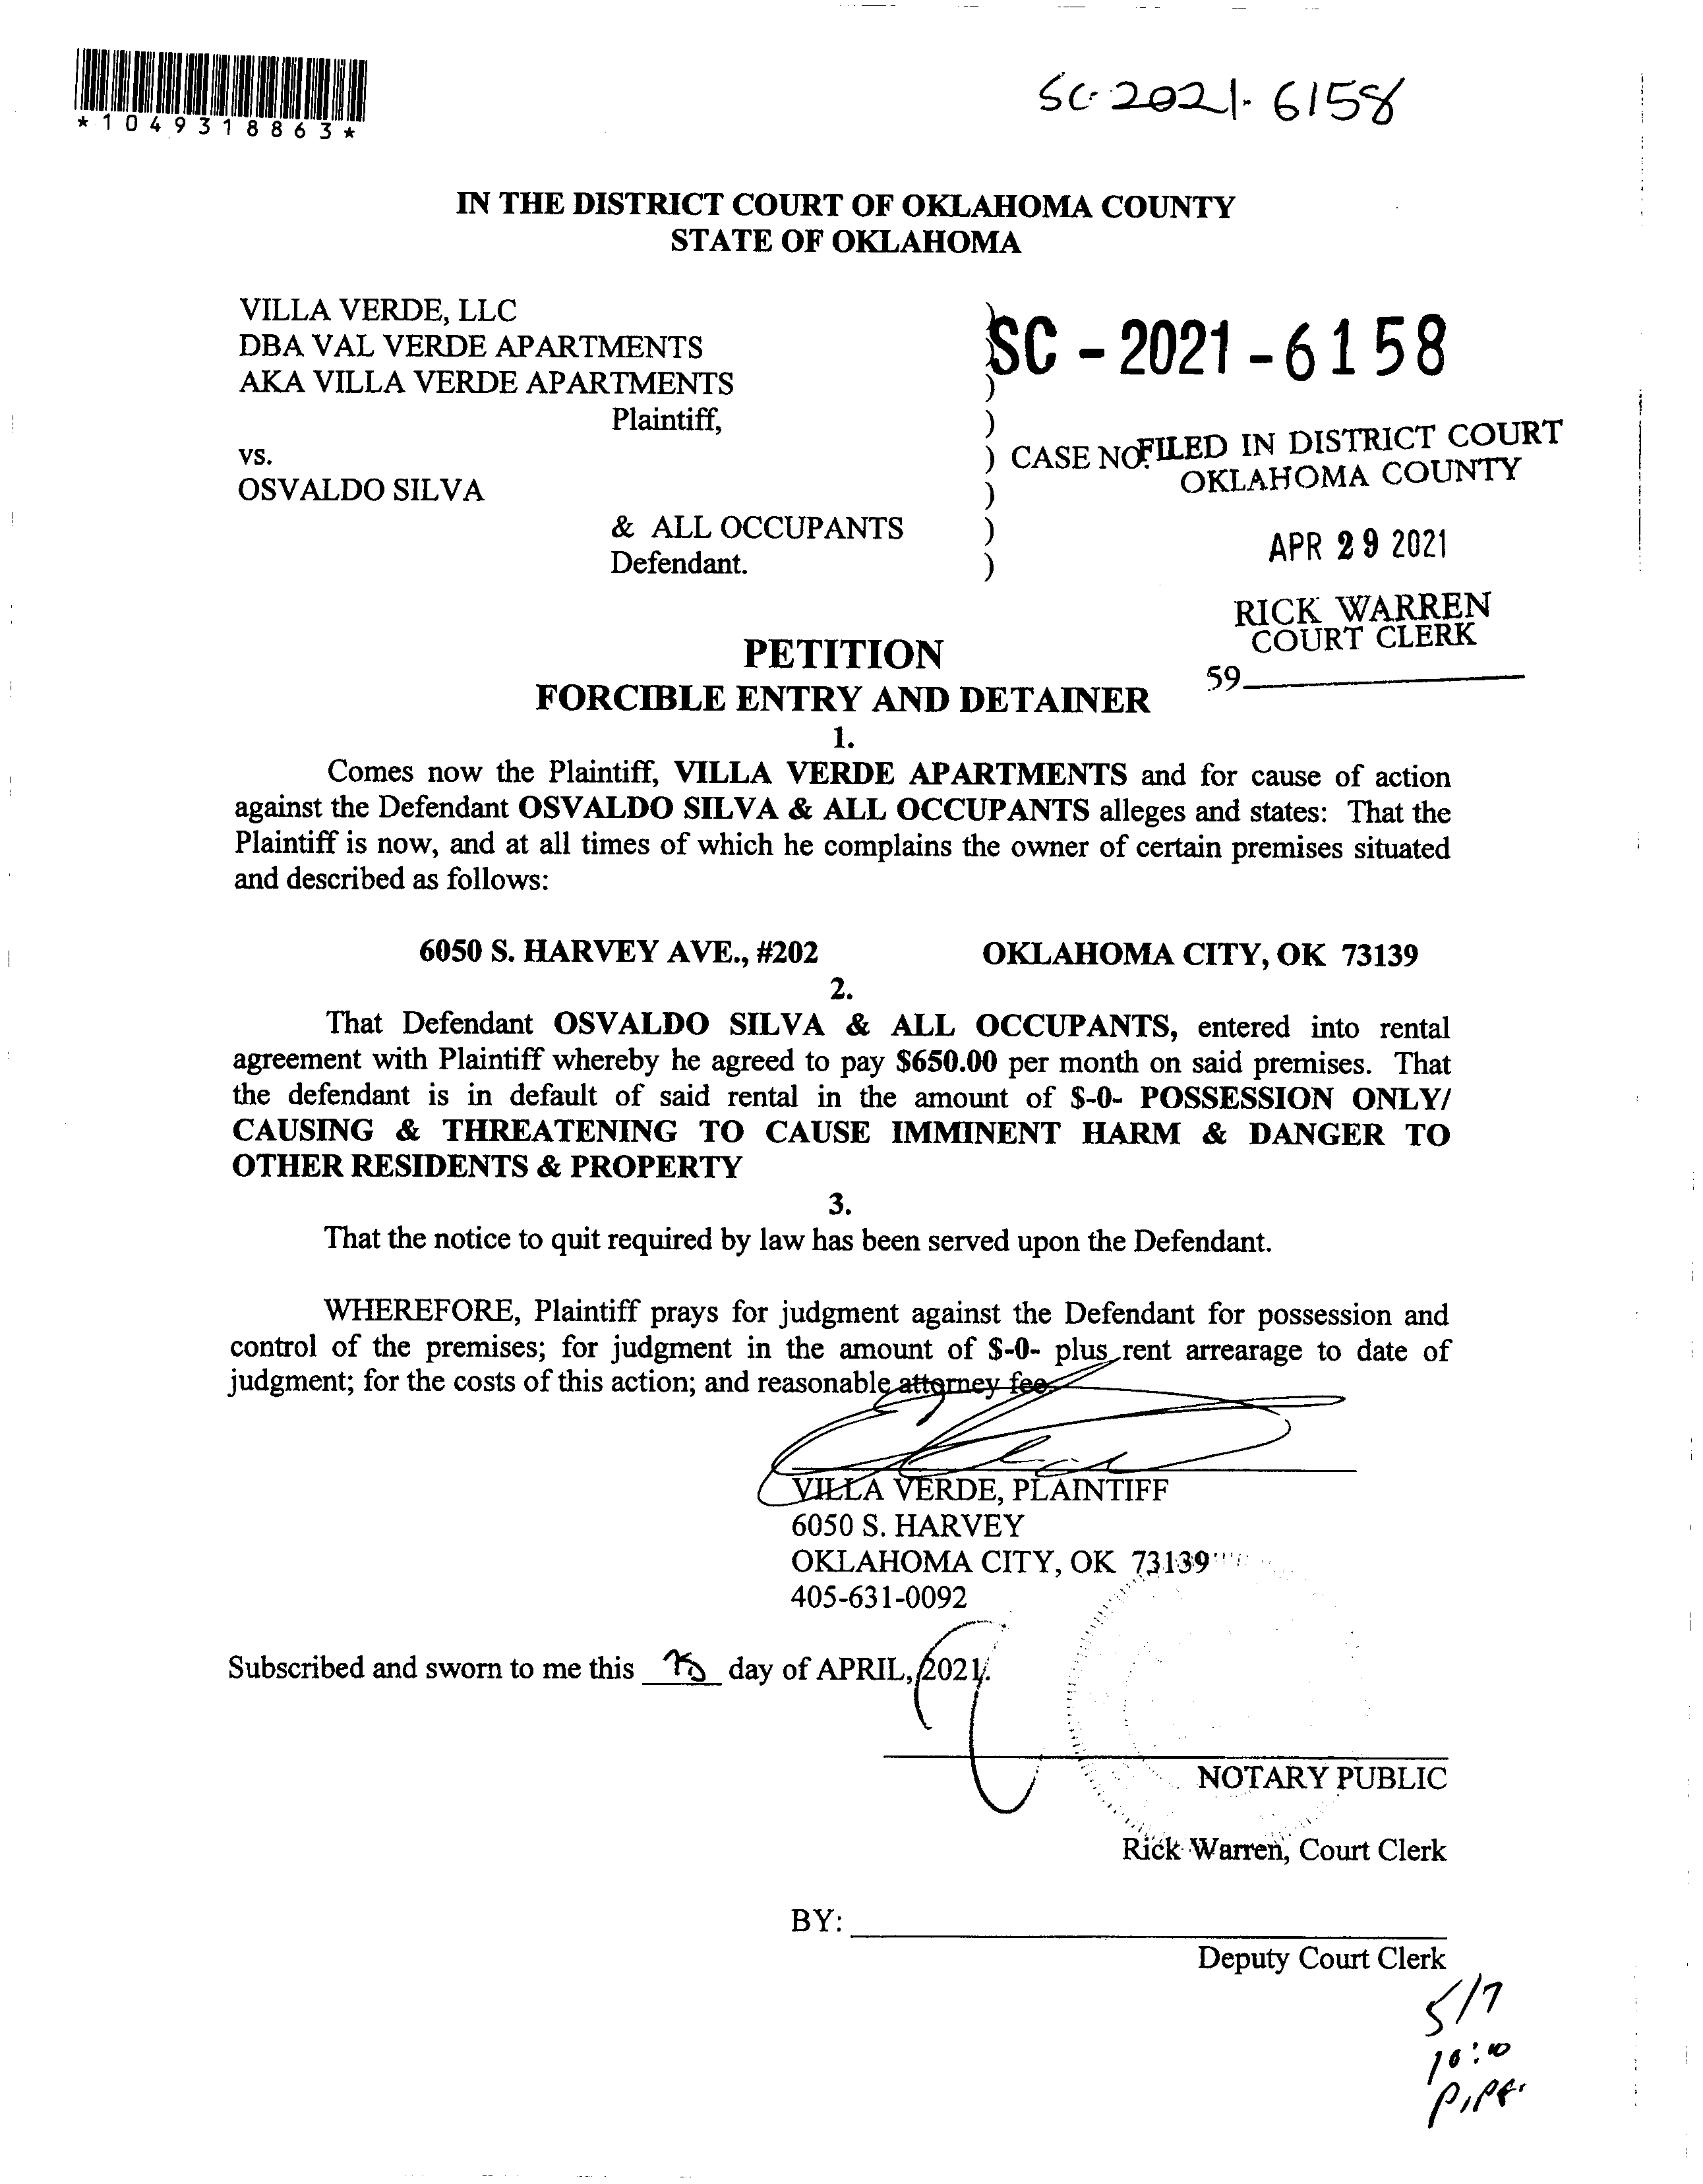 SC-2021-6158
*1049318863*
IN THE DISTRICT COURT OF OKLAHOMA COUNTY
STATE OF OKLAHOMA
VILLA VERDE, LLC )
DBA VAL VERDE APARTMENTS ) SC - 2021 - 6158
AKA VILLA VERDE APARTMENTS )
Plaintiff, )
vs. ) CASE NO. FILED IN DISTRICT COURT
OKLAHOMA COUNTY
OSVALDO SILVA )
& ALL OCCUPANTS )
APR 29 2021
Defendant. )
RICK WARREN
COURT CLERK
59
PETITION
FORCIBLE ENTRY AND DETAINER
1.
Comes now the Plaintiff, VILLA VERDE APARTMENTS and for cause of action
against the Defendant OSVALDO SILVA & ALL OCCUPANTS alleges and states: That the
Plaintiff is now, and at all times of which he complains the owner of certain premises situated
and described as follows:
6050 S. HARVEY AVE., #202 OKLAHOMA CITY, OK 73139
2.
That Defendant OSVALDO SILVA & ALL OCCUPANTS, entered into rental
agreement with Plaintiff whereby he agreed to pay $650.00 per month on said premises. That
the defendant is in default of said rental in the amount of $-0- POSSESSION ONLY/
CAUSING & THREATENING TO CAUSE IMMINENT HARM & DANGER TO
OTHER RESIDENTS & PROPERTY
3.
That the notice to quit required by law has been served upon the Defendant.
WHEREFORE, Plaintiff prays for judgment against the Defendant for possession and
control of the premises; for judgment in the amount of $-0- plus rent arrearage to date of
judgment; for the costs of this action; and reasonable attorney fee.
VILLA VERDE, PLAINTIFF
6050 S. HARVEY
OKLAHOMA CITY, OK 73139
405-631-0092
Subscribed and sworn to me this day of APRIL, 2021.
NOTARY PUBLIC
Rick Warren, Court Clerk
BY:
Deputy Court Clerk
5/7
10:00